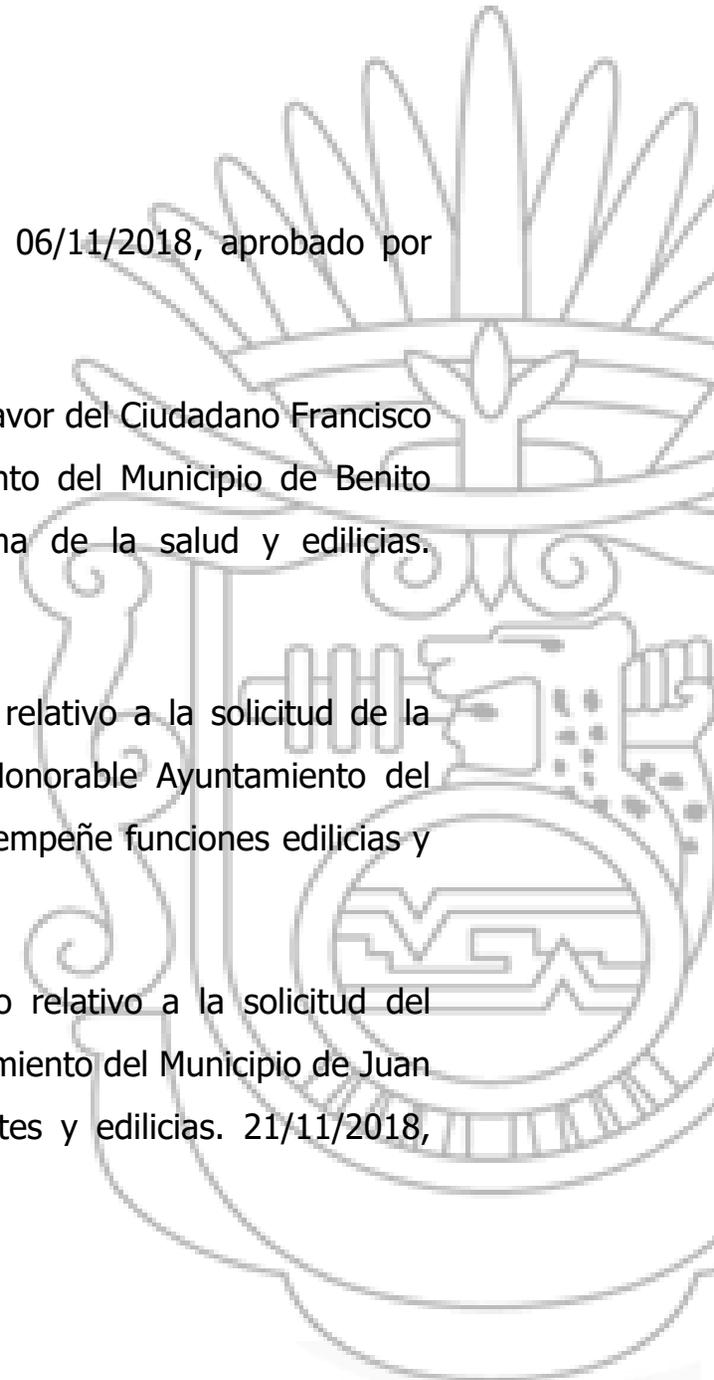 06/11/2018, aprobado por
avor del Ciudadano Francisco
nto del Municipio de Benito
na de la salud y edilicias.
relativo a la solicitud de la
Honorable Ayuntamiento del
empeñe funciones edilicias y
o relativo a la solicitud del
miento del Municipio de Juan
tes y edilicias. 21/11/2018,